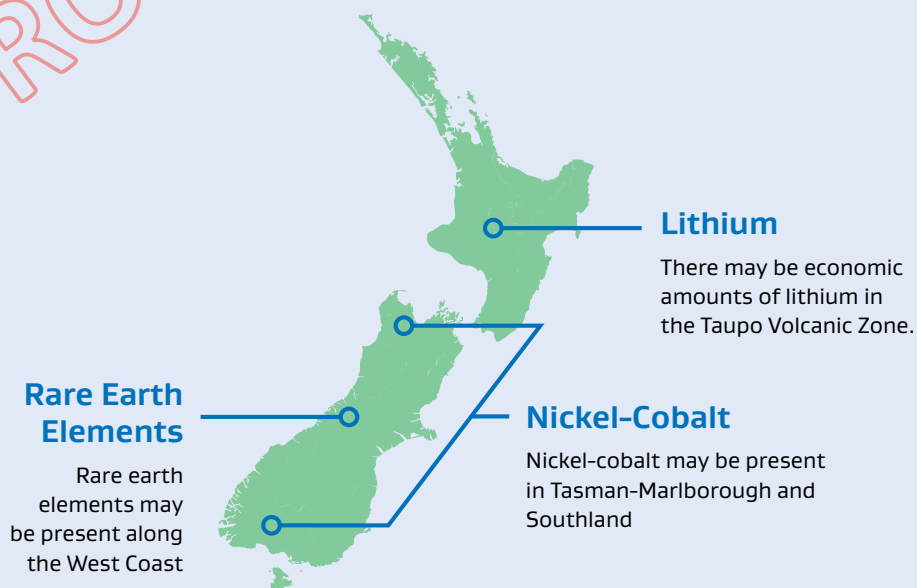 Lithium
There may be economic
amounts of lithium in
the Taupo Volcanic Zone.
Rare Earth
Elements
Rare earth
elements may
be present along
the West Coast
Nickel-Cobalt
Nickel-cobalt may be present
in Tasman-Marlborough and
Southland